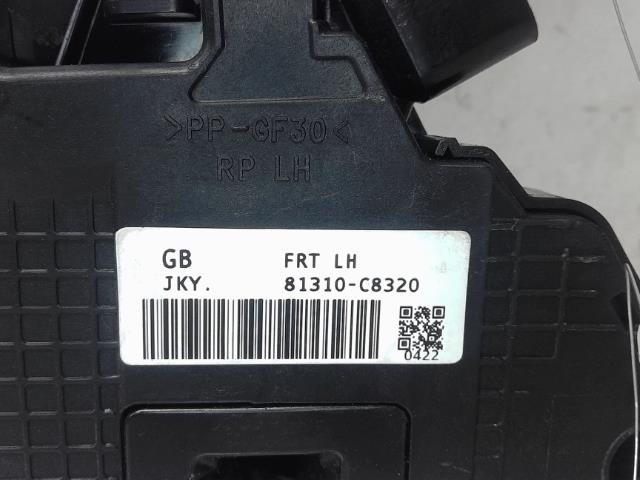 >PP-GF30<
RP LH
GB FRT LH
JKY. 81310-C8320
0422